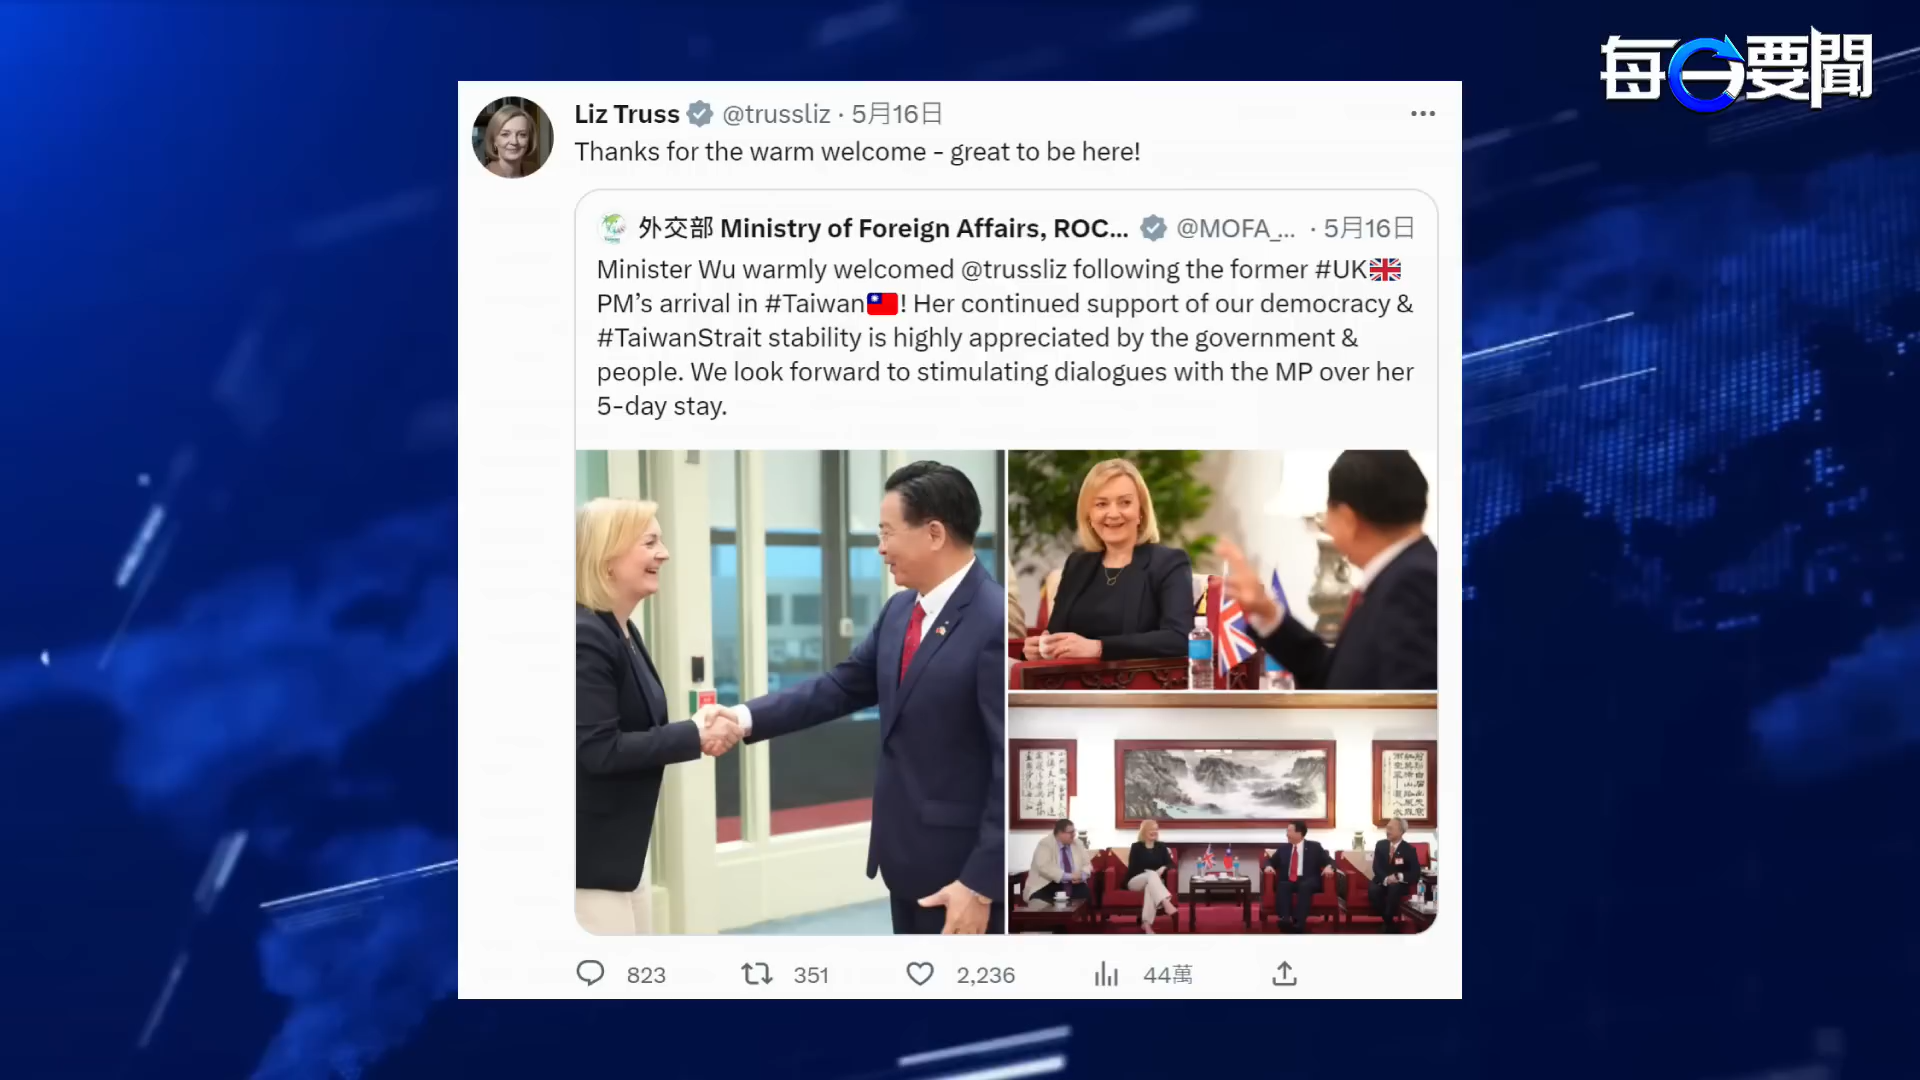 每日要聞
Liz Truss @trussliz · 5月16日
Thanks for the warm welcome - great to be here!
外交部 Ministry of Foreign Affairs, ROC... @MOFA_... · 5月16日
Minister Wu warmly welcomed @trussliz following the former #UK🇬🇧
PM’s arrival in #Taiwan🇹🇼! Her continued support of our democracy &
#TaiwanStrait stability is highly appreciated by the government &
people. We look forward to stimulating dialogues with the MP over her
5-day stay.
823 351 2,236 44萬